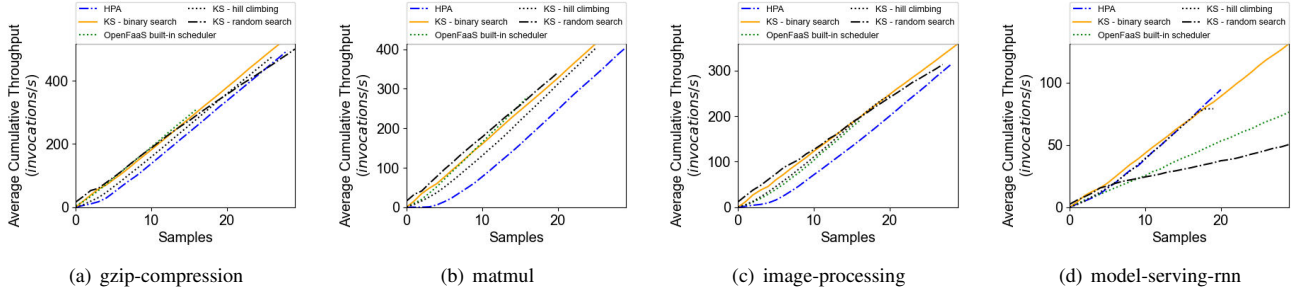 HPA
KS - binary search
OpenFaaS built-in scheduler
KS - hill climbing
KS - random search
Average Cumulative Throughput
(invocations/s)
400
200
0
0
10
20
Samples
(a) gzip-compression
HPA
KS - binary search
OpenFaaS built-in scheduler
KS - hill climbing
KS - random search
Average Cumulative Throughput
(invocations/s)
400
300
200
100
0
0
10
20
Samples
(b) matmul
HPA
KS - binary search
OpenFaaS built-in scheduler
KS - hill climbing
KS - random search
Average Cumulative Throughput
(invocations/s)
300
200
100
0
0
10
20
Samples
(c) image-processing
HPA
KS - binary search
OpenFaaS built-in scheduler
KS - hill climbing
KS - random search
Average Cumulative Throughput
(invocations/s)
100
50
0
0
10
20
Samples
(d) model-serving-rnn